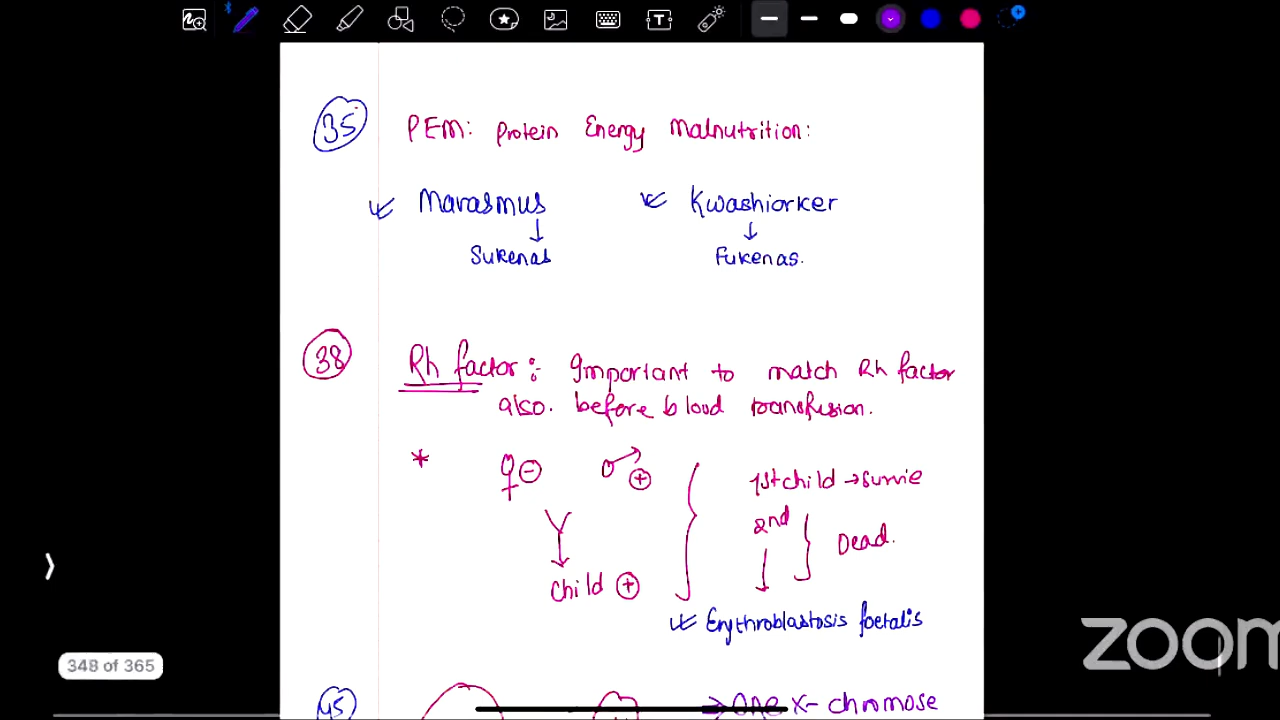 35 PEM: Protein Energy Malnutrition:
Marasmus Kwashiorker
↓ ↓
Sukenas Fukenas.
38 Rh factor:- Important to match Rh factor
also. before blood transfusion.
* ♀⊖ ♂⊕ 1st child → Survie
2nd
Dead.
Child ⊕
Erythroblastosis foetalis
45 → One X- chromose
348 of 365
zoom